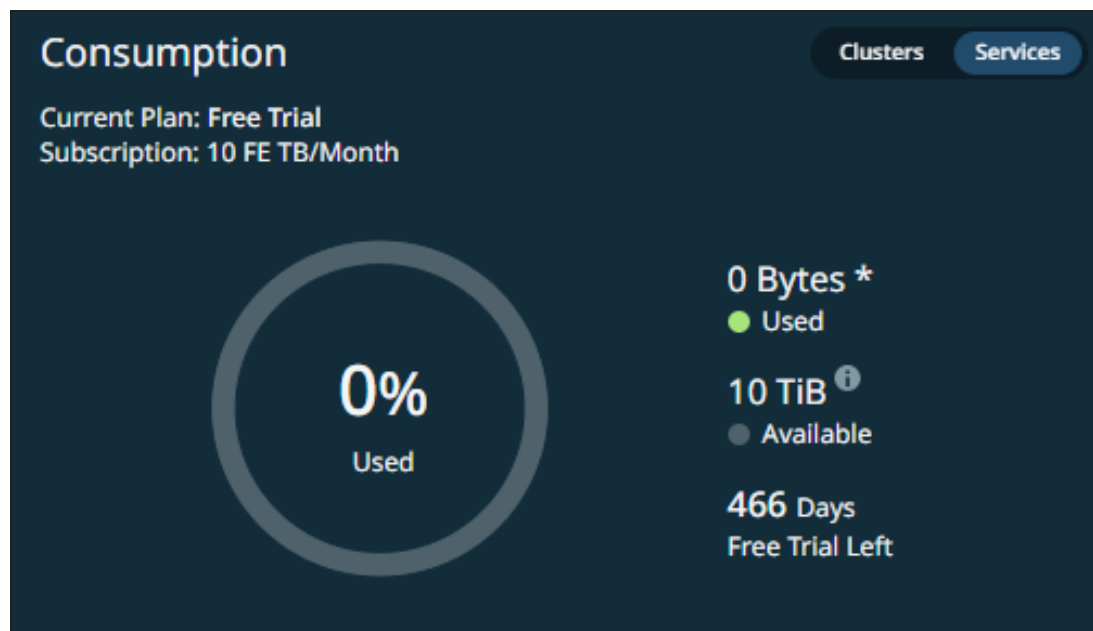 Consumption
Clusters Services
Current Plan: Free Trial
Subscription: 10 FE TB/Month
0%
Used
0 Bytes *
Used
10 TiB i
Available
466 Days
Free Trial Left